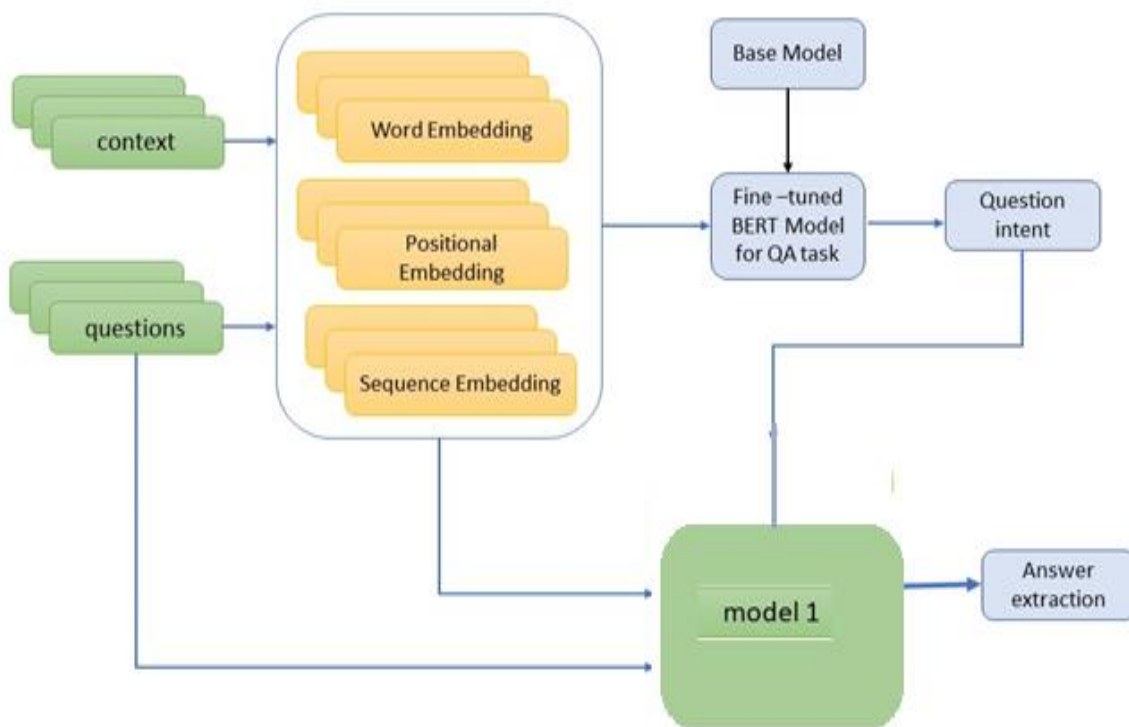 context
questions
Word Embedding
Positional
Embedding
Sequence Embedding
Base Model
Fine –tuned
BERT Model
for QA task
Question
intent
model 1
Answer
extraction